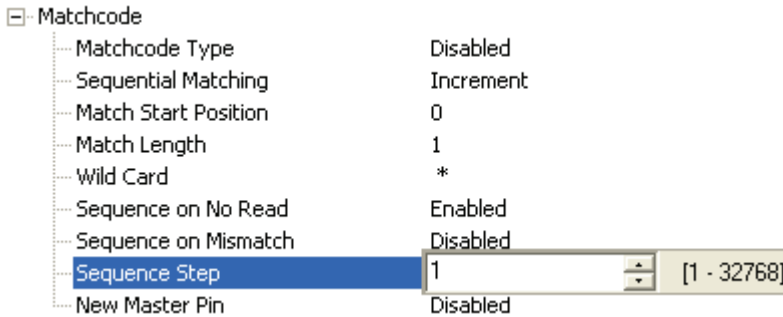 Matchcode
Matchcode Type Disabled
Sequential Matching Increment
Match Start Position 0
Match Length 1
Wild Card *
Sequence on No Read Enabled
Sequence on Mismatch Disabled
Sequence Step 1 [1 - 32768]
New Master Pin Disabled